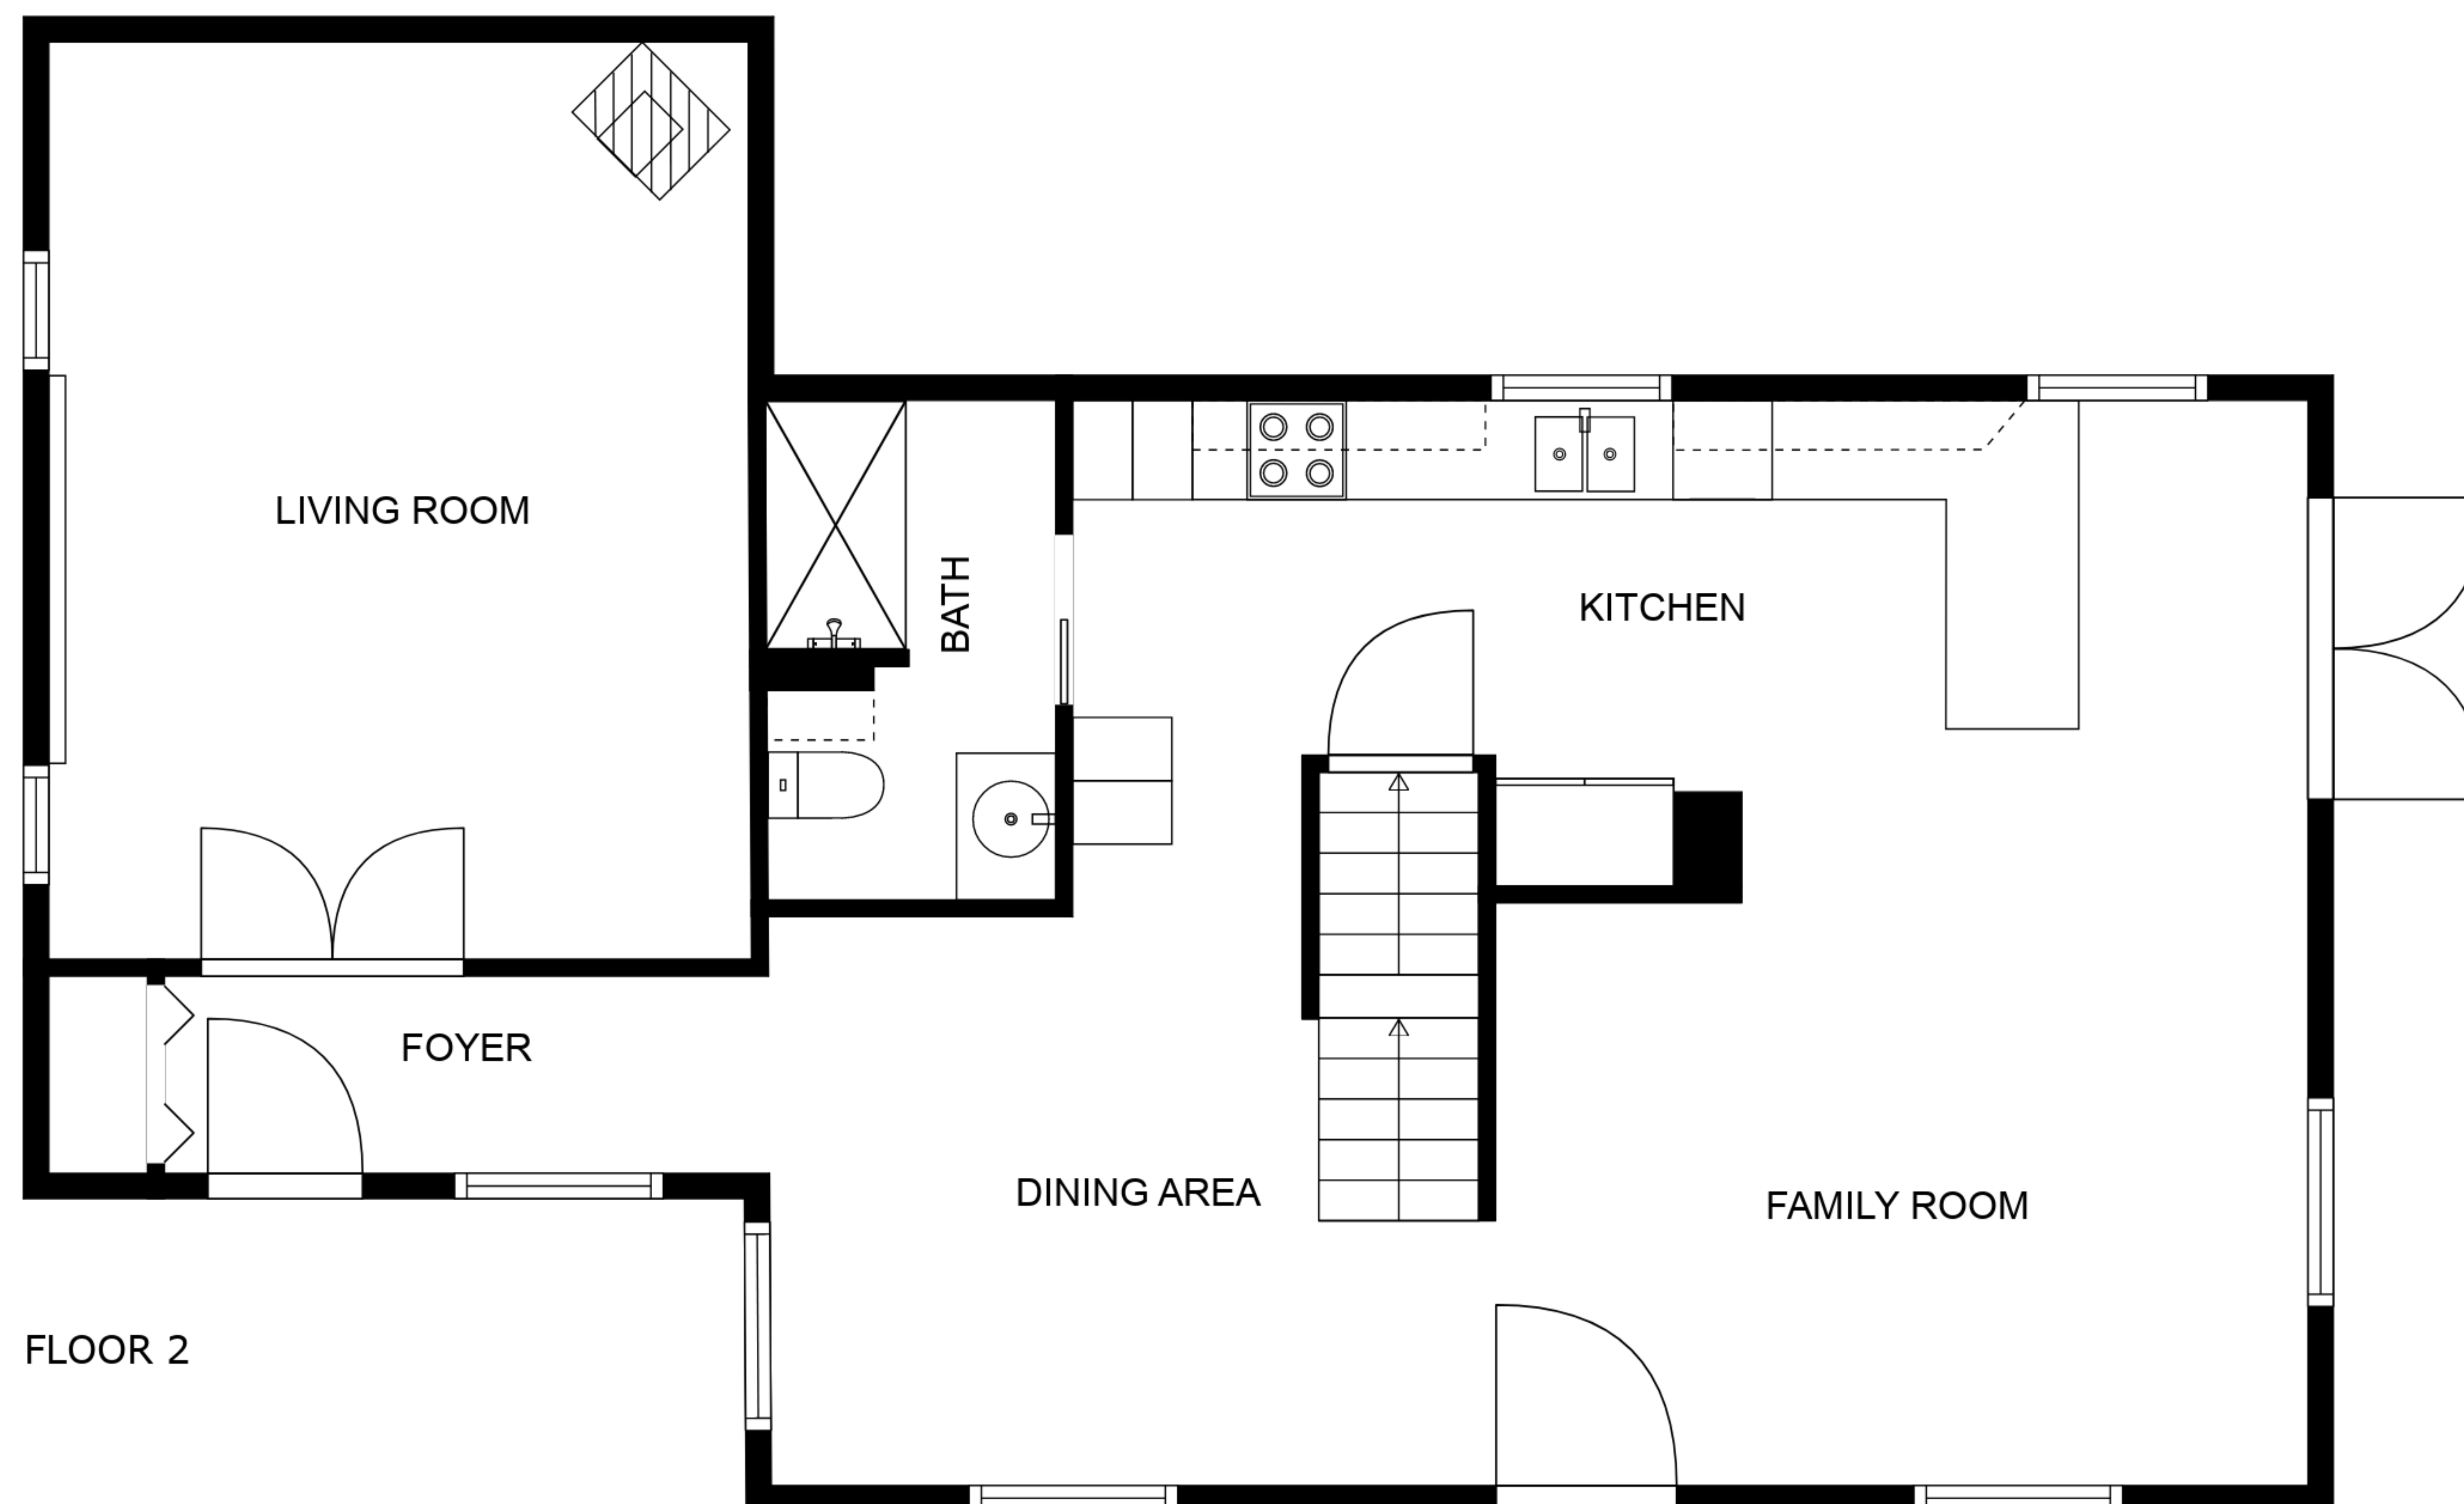 LIVING ROOM
BATH
KITCHEN
FOYER
DINING AREA
FAMILY ROOM
FLOOR 2